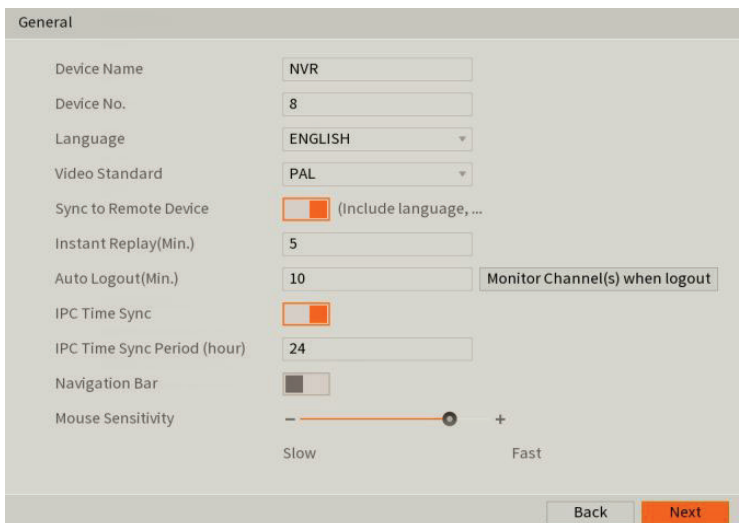 General
Device Name NVR
Device No. 8
Language ENGLISH
Video Standard PAL
Sync to Remote Device (Include language, ...
Instant Replay(Min.) 5
Auto Logout(Min.) 10 Monitor Channel(s) when logout
IPC Time Sync
IPC Time Sync Period (hour) 24
Navigation Bar
Mouse Sensitivity − +
Slow Fast
Back Next